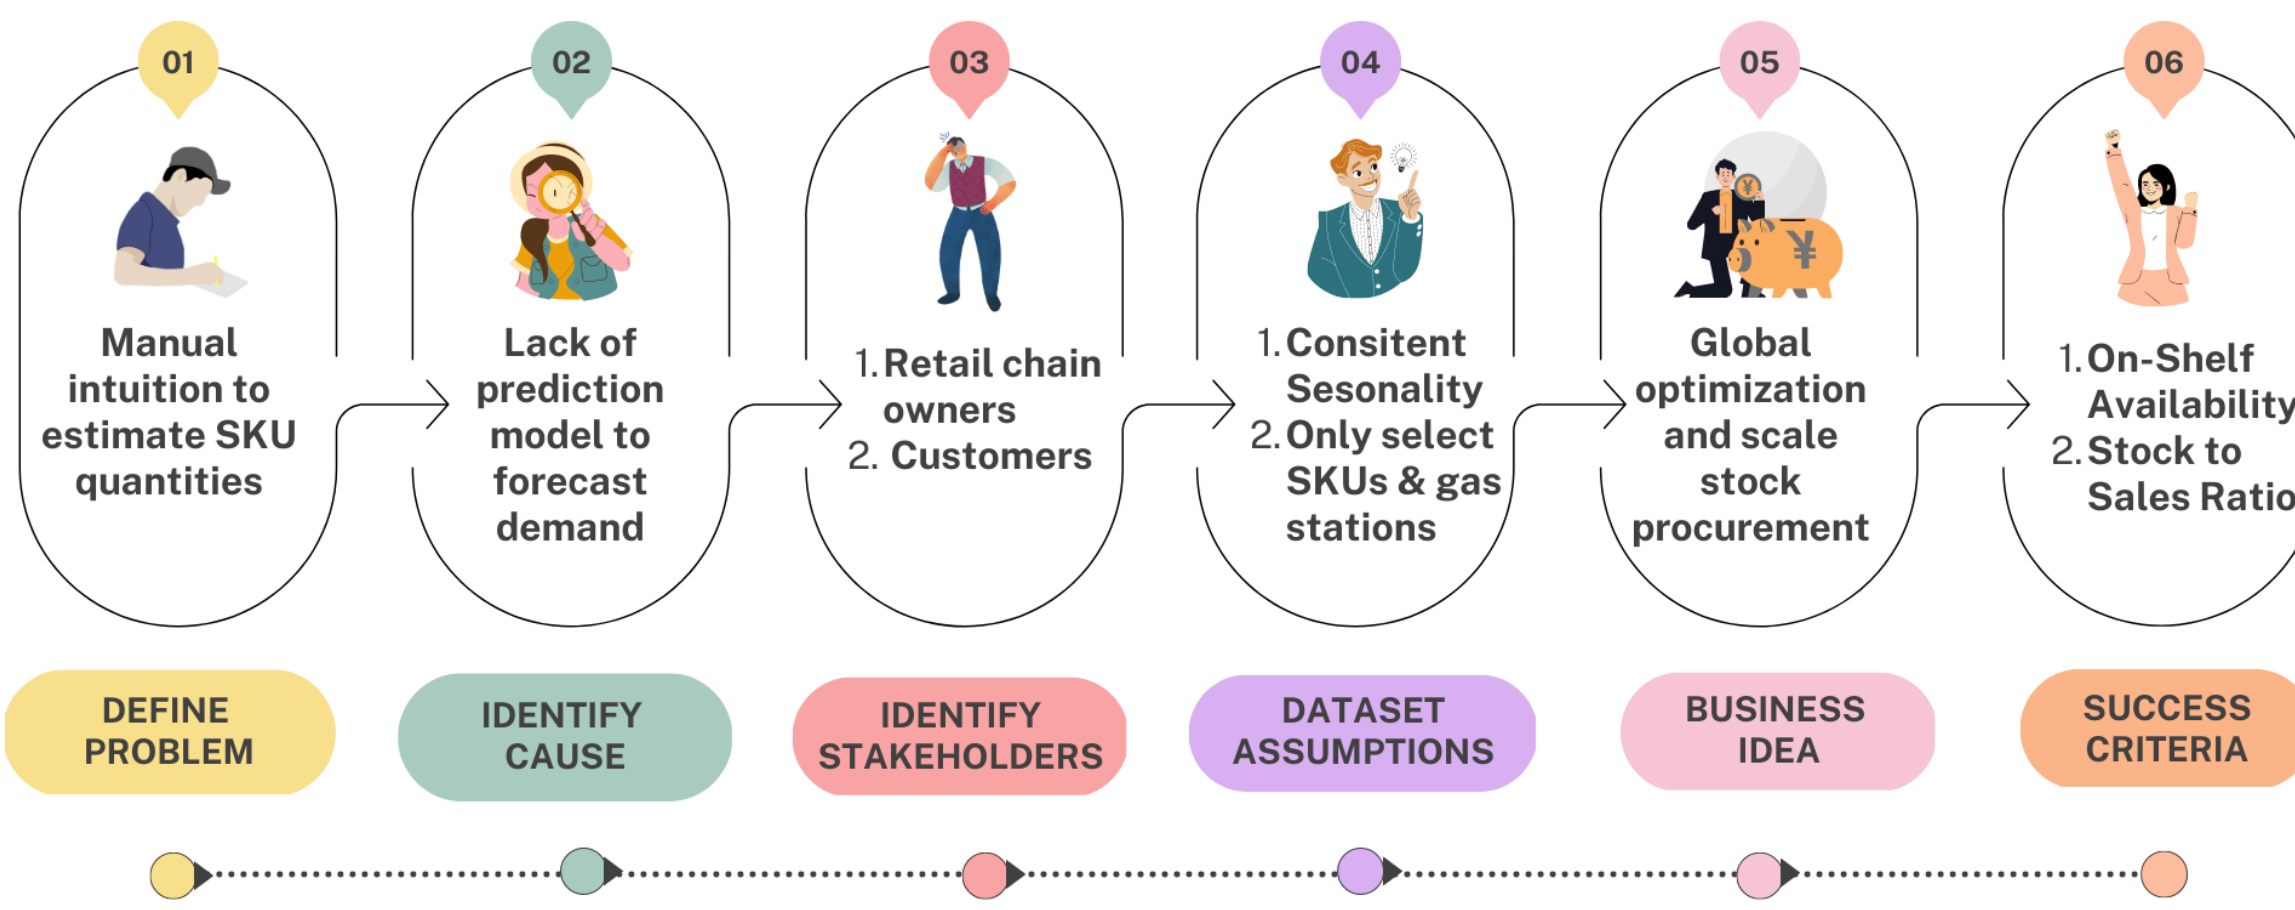 01
Manual
intuition to
estimate SKU
quantities
DEFINE
PROBLEM
02
Lack of
prediction
model to
forecast
demand
IDENTIFY
CAUSE
03
1. Retail chain
owners
2. Customers
IDENTIFY
STAKEHOLDERS
04
1. Consitent
Sesonality
2. Only select
SKUs & gas
stations
DATASET
ASSUMPTIONS
05
¥
¥
Global
optimization
and scale
stock
procurement
BUSINESS
IDEA
06
1. On-Shelf
Availability
2. Stock to
Sales Ratio
SUCCESS
CRITERIA